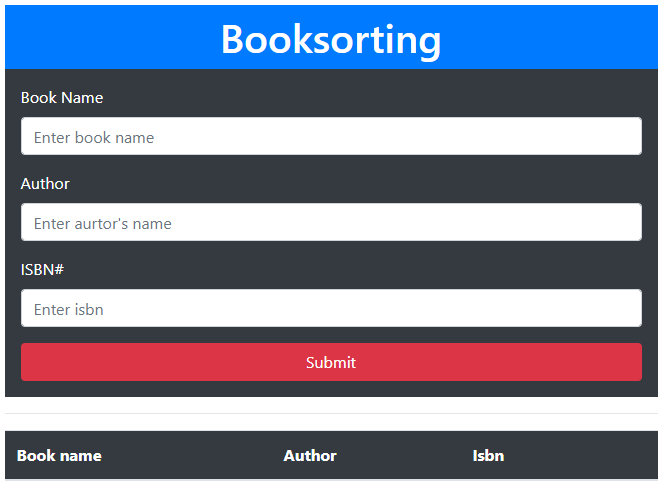 Booksorting
Book Name
Enter book name
Author
Enter aurtor's name
ISBN#
Enter isbn
Submit
Book name Author Isbn